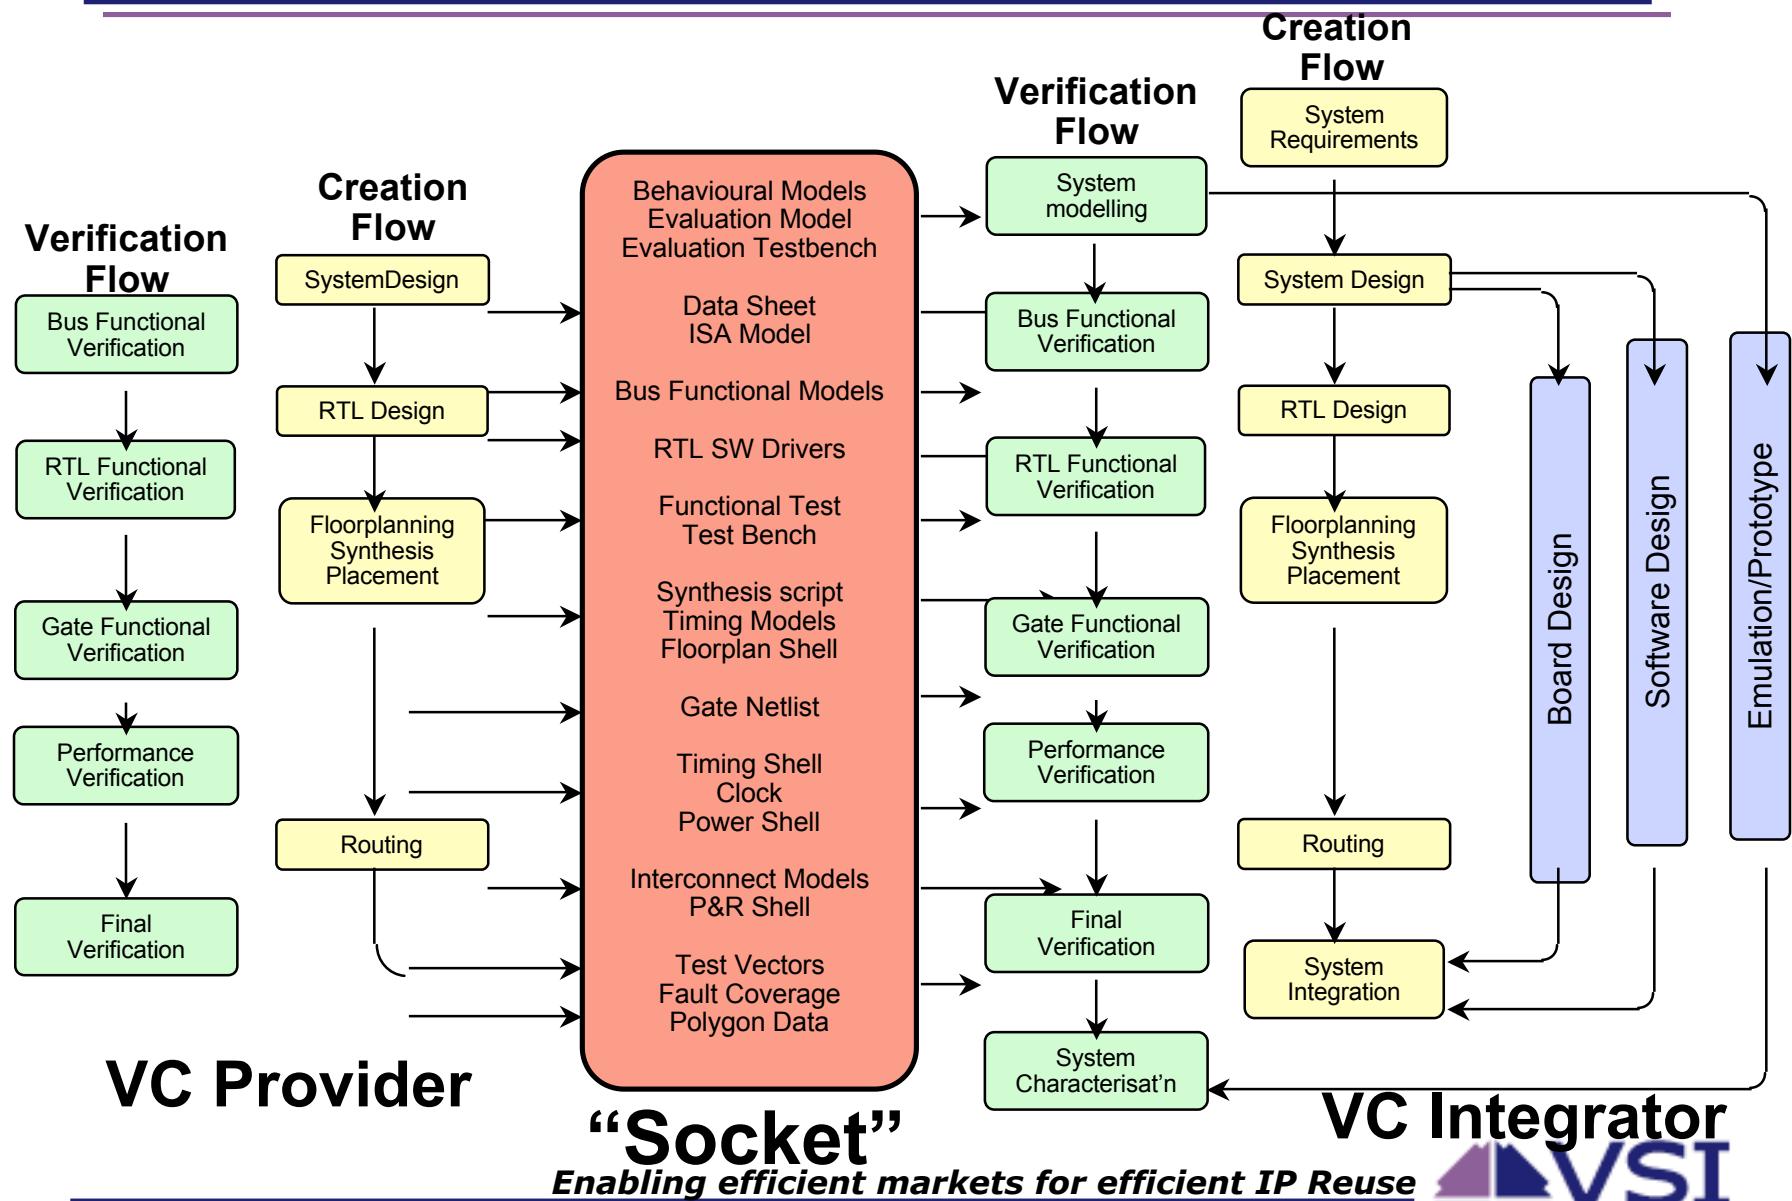 Verification
Flow
Bus Functional
Verification
RTL Functional
Verification
Gate Functional
Verification
Performance
Verification
Final
Verification
Creation
Flow
SystemDesign
RTL Design
Floorplanning
Synthesis
Placement
Routing
VC Provider
Behavioural Models
Evaluation Model
Evaluation Testbench
Data Sheet
ISA Model
Bus Functional Models
RTL SW Drivers
Functional Test
Test Bench
Synthesis script
Timing Models
Floorplan Shell
Gate Netlist
Timing Shell
Clock
Power Shell
Interconnect Models
P&R Shell
Test Vectors
Fault Coverage
Polygon Data
“Socket”
Verification
Flow
System
modelling
Bus Functional
Verification
RTL Functional
Verification
Gate Functional
Verification
Performance
Verification
Final
Verification
System
Characterisat’n
Creation
Flow
System
Requirements
System Design
RTL Design
Floorplanning
Synthesis
Placement
Routing
System
Integration
Board Design
Software Design
Emulation/Prototype
VC Integrator
Enabling efficient markets for efficient IP Reuse
VSI